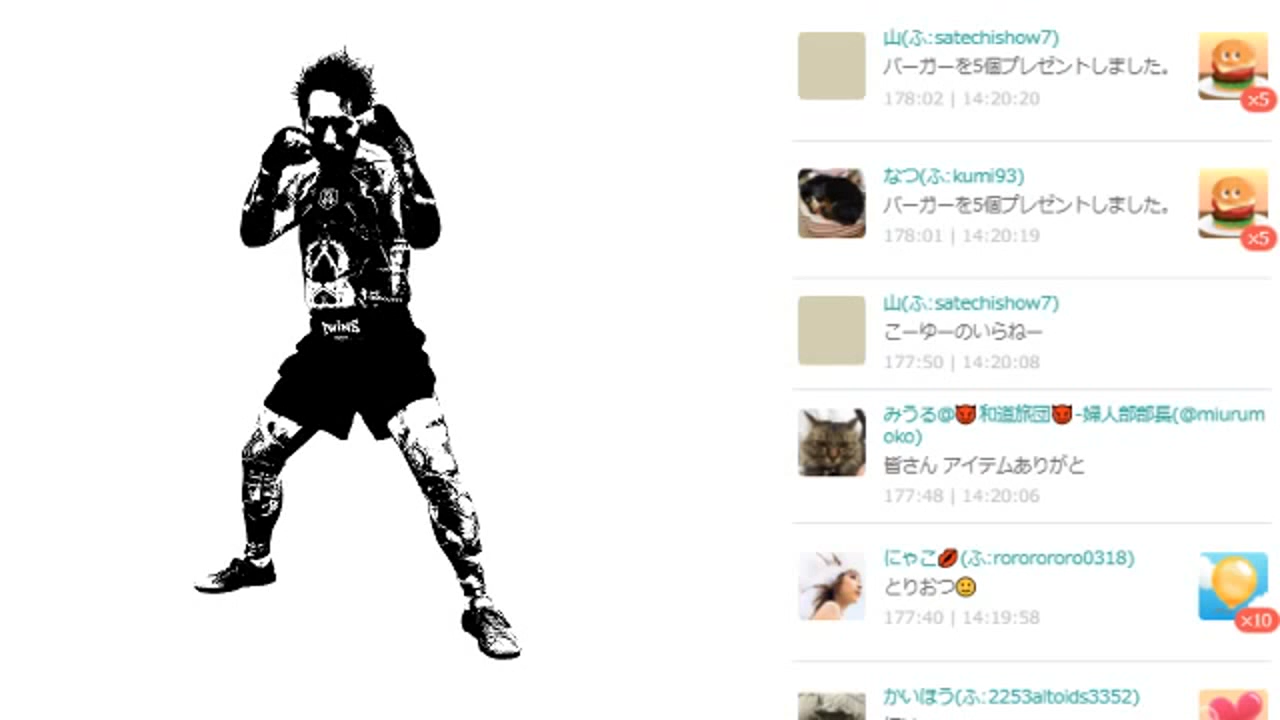 TWINS
山(ふ:satechishow7)
バーガーを5個プレゼントしました。
178:02 | 14:20:20
x5
なつ(ふ:kumi93)
バーガーを5個プレゼントしました。
178:01 | 14:20:19
x5
山(ふ:satechishow7)
こーゆーのいらねー
177:50 | 14:20:08
みうる@👿和道旅団👿-婦人部部長(@miurum
oko)
皆さん アイテムありがと
177:48 | 14:20:06
にゃこ💋(ふ:rororororo0318)
とりおつ🙂
177:40 | 14:19:58
x10
かいほう(ふ:2253altoids3352)